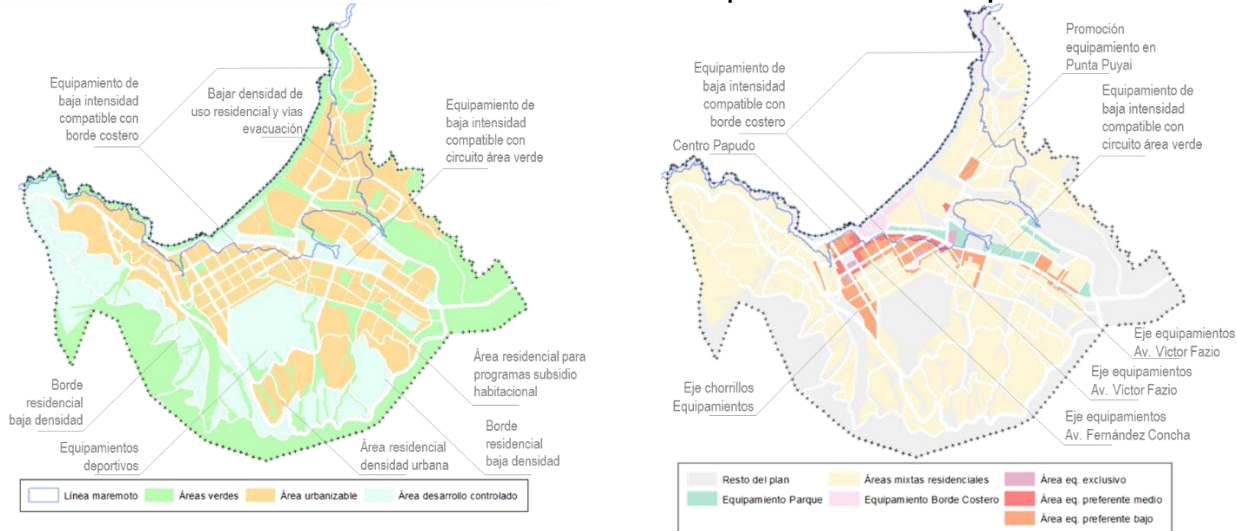 Equipamiento de
baja intensidad
compatible con
borde costero
Bajar densidad de
uso residencial y vías
evacuación
Equipamiento de
baja intensidad
compatible con
circuito área verde
Borde
residencial
baja densidad
Equipamientos
deportivos
Área residencial
densidad urbana
Borde
residencial
baja densidad
Área residencial para
programas subsidio
habitacional
Línea maremoto
Áreas verdes
Área urbanizable
Área desarrollo controlado
Equipamiento de
baja intensidad
compatible con
borde costero
Centro Papudo
Promoción
equipamiento en
Punta Puyai
Equipamiento de
baja intensidad
compatible con
circuito área verde
Eje chorrillos
Equipamientos
Eje equipamientos
Av. Victor Fazio
Eje equipamientos
Av. Victor Fazio
Eje equipamientos
Av. Fernández Concha
Resto del plan
Áreas mixtas residenciales
Área eq. exclusivo
Equipamiento Parque
Equipamiento Borde Costero
Área eq. preferente medio
Área eq. preferente bajo